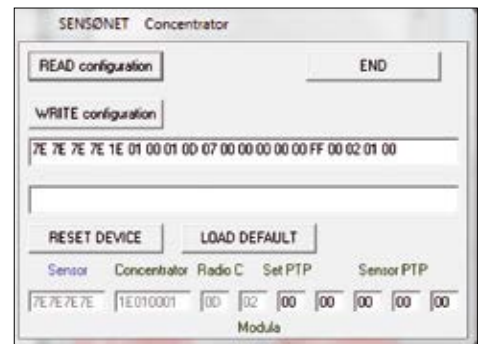 SENSØNET Concentrator
READ configuration END
WRITE configuration
7E 7E 7E 7E 1E 01 00 01 0D 07 00 00 00 00 00 FF 00 02 01 00
RESET DEVICE LOAD DEFAULT
Sensor Concentrator Radio C Set PTP Sensor PTP
7E7E7E7E 1E010001 0D 02 00 00 00 00 00
Modula